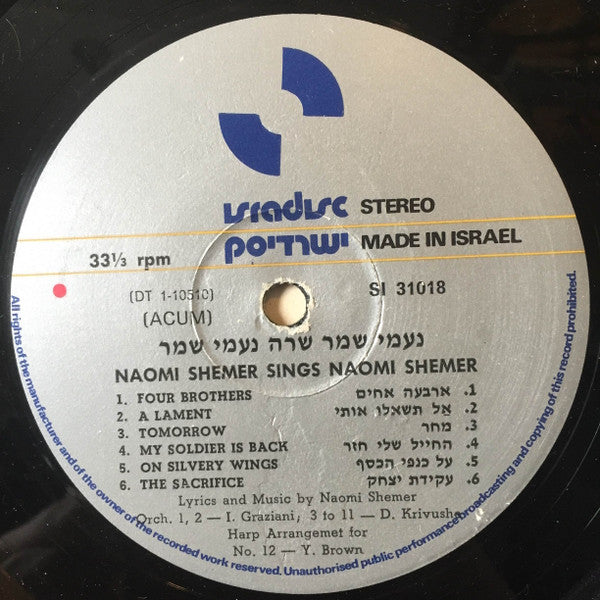 isradisc STEREO
ישרדיסק MADE IN ISRAEL
33⅓ rpm
SI 31018
(DT 1-10510)
(ACUM)
נעמי שמר שרה נעמי שמר
NAOMI SHEMER SINGS NAOMI SHEMER
1. FOUR BROTHERS ארבעה אחים .1
2. A LAMENT אל תשאלו אותי .2
3. TOMORROW מחר .3
4. MY SOLDIER IS BACK החייל שלי חזר .4
5. ON SILVERY WINGS על כנפי הכסף .5
6. THE SACRIFICE עקידת יצחק .6
Lyrics and Music by Naomi Shemer
Orch. 1, 2 — I. Graziani, 3 to 11 — D. Krivushe
Harp Arrangemet for
No. 12 — Y. Brown
All rights of the manufacturer and of the owner of the recorded work reserved. Unauthorised public performance broadcasting and copying of this record prohibited.